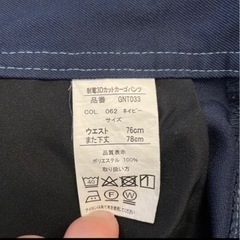 制電3Dカットカーゴパンツ
品番 GNT033
COL 062 ネイビー
サイズ
ウエスト 76cm
また下丈 78cm
品質表示
ポリエステル 100%
取り扱い方
40